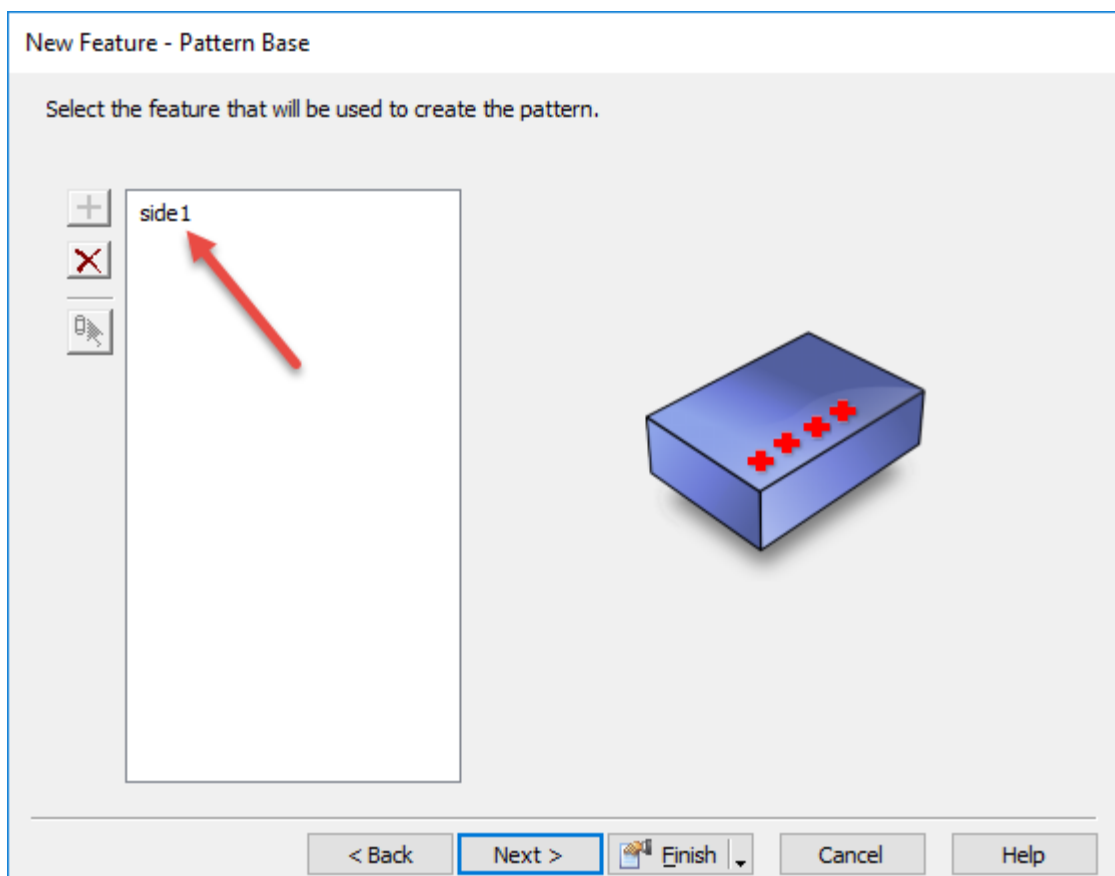 New Feature - Pattern Base
Select the feature that will be used to create the pattern.
side1
< Back Next > Finish Cancel Help